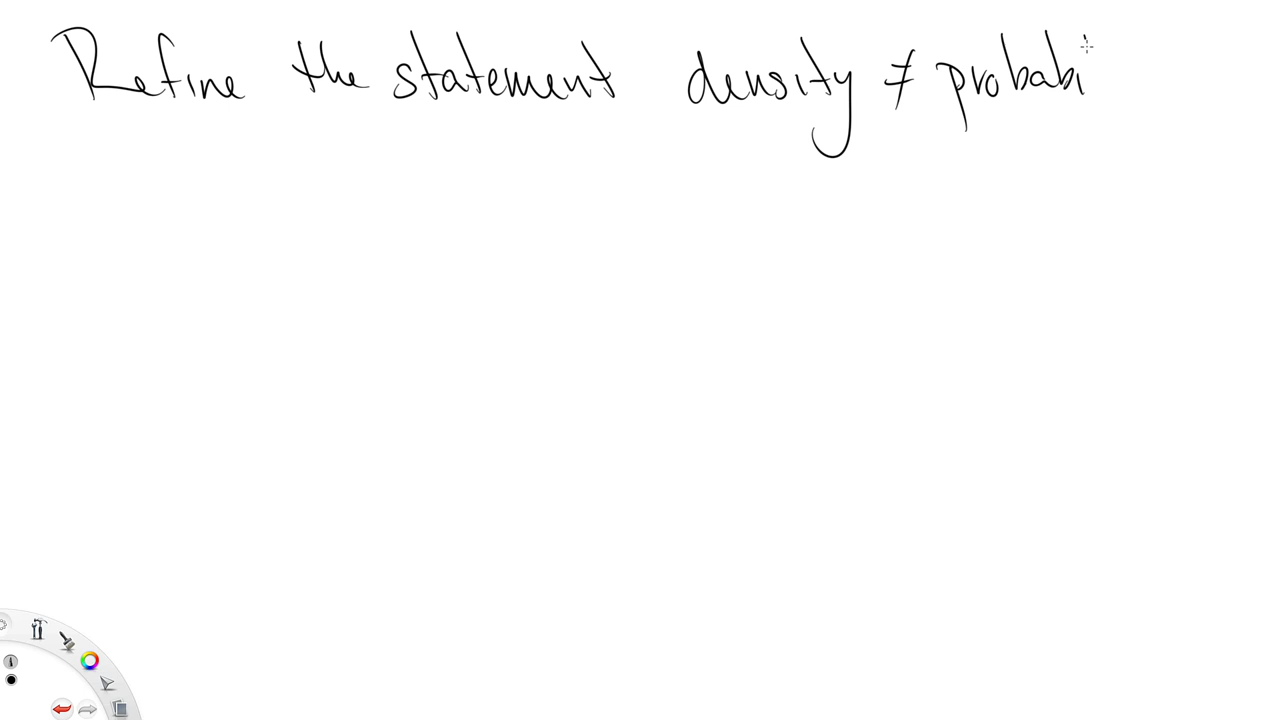 Refine the statement density ≠ probabi